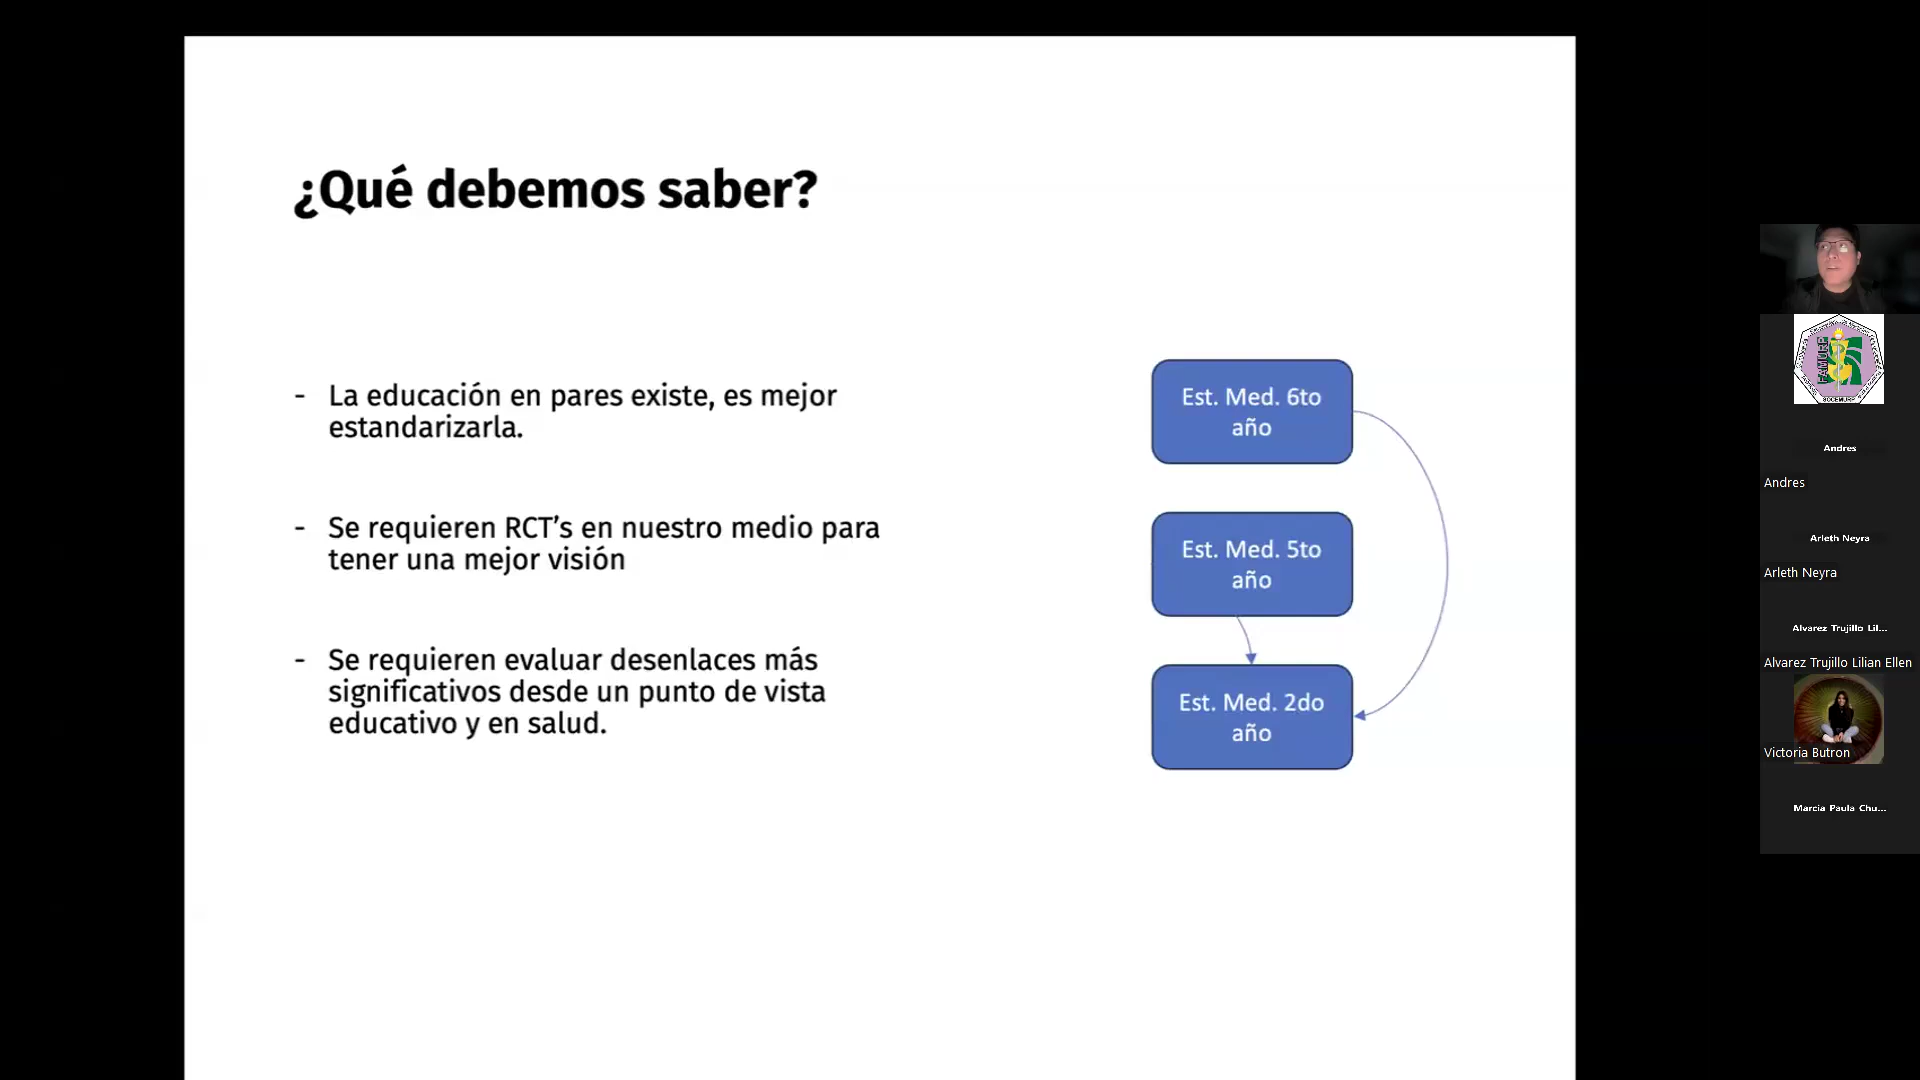 ¿Qué debemos saber?
- La educación en pares existe, es mejor
estandarizarla.
- Se requieren RCT’s en nuestro medio para
tener una mejor visión
- Se requieren evaluar desenlaces más
significativos desde un punto de vista
educativo y en salud.
Est. Med. 6to
año
Est. Med. 5to
año
Est. Med. 2do
año
FAMURP
SOCEMURP
Andres
Andres
Arleth Neyra
Arleth Neyra
Alvarez Trujillo Lil...
Alvarez Trujillo Lilian Ellen
Victoria Butron
Marcia Paula Chu...